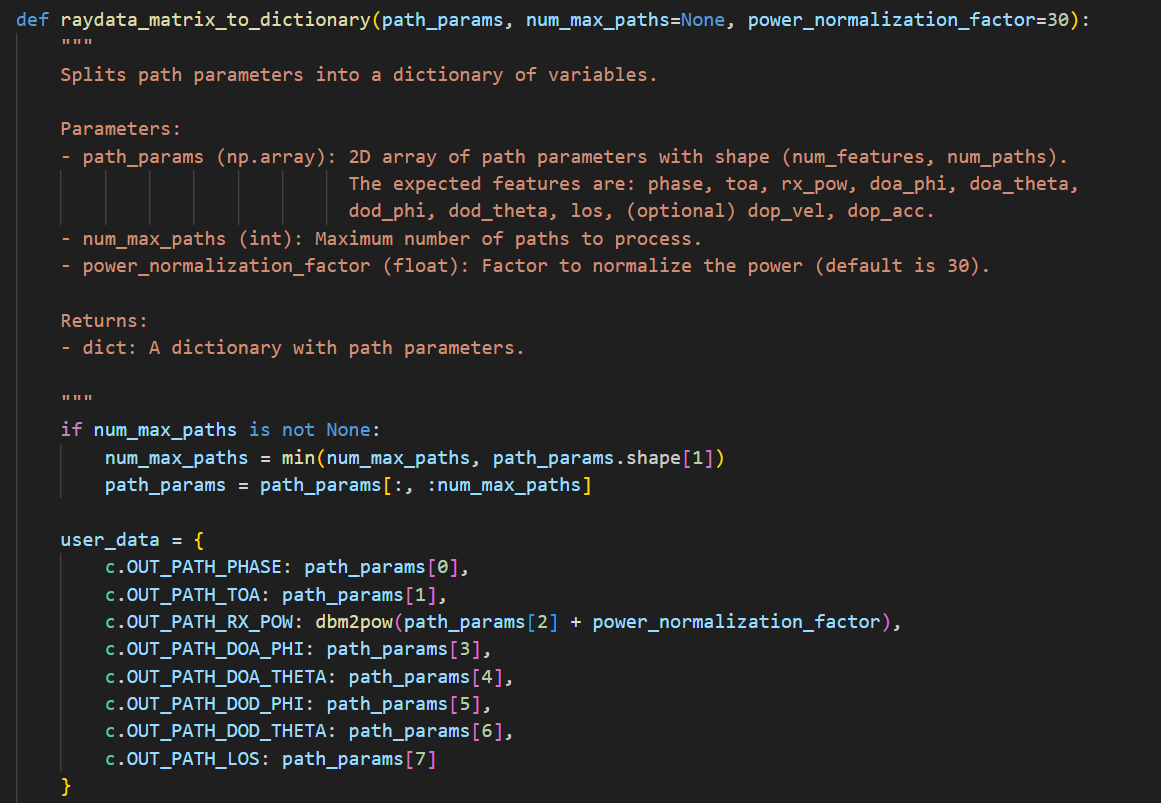 def raydata_matrix_to_dictionary(path_params, num_max_paths=None, power_normalization_factor=30):
    """
    Splits path parameters into a dictionary of variables.

    Parameters:
    - path_params (np.array): 2D array of path parameters with shape (num_features, num_paths).
                              The expected features are: phase, toa, rx_pow, doa_phi, doa_theta,
                              dod_phi, dod_theta, los, (optional) dop_vel, dop_acc.
    - num_max_paths (int): Maximum number of paths to process.
    - power_normalization_factor (float): Factor to normalize the power (default is 30).

    Returns:
    - dict: A dictionary with path parameters.

    """
    if num_max_paths is not None:
        num_max_paths = min(num_max_paths, path_params.shape[1])
        path_params = path_params[:, :num_max_paths]

    user_data = {
        c.OUT_PATH_PHASE: path_params[0],
        c.OUT_PATH_TOA: path_params[1],
        c.OUT_PATH_RX_POW: dbm2pow(path_params[2] + power_normalization_factor),
        c.OUT_PATH_DOA_PHI: path_params[3],
        c.OUT_PATH_DOA_THETA: path_params[4],
        c.OUT_PATH_DOD_PHI: path_params[5],
        c.OUT_PATH_DOD_THETA: path_params[6],
        c.OUT_PATH_LOS: path_params[7]
    }